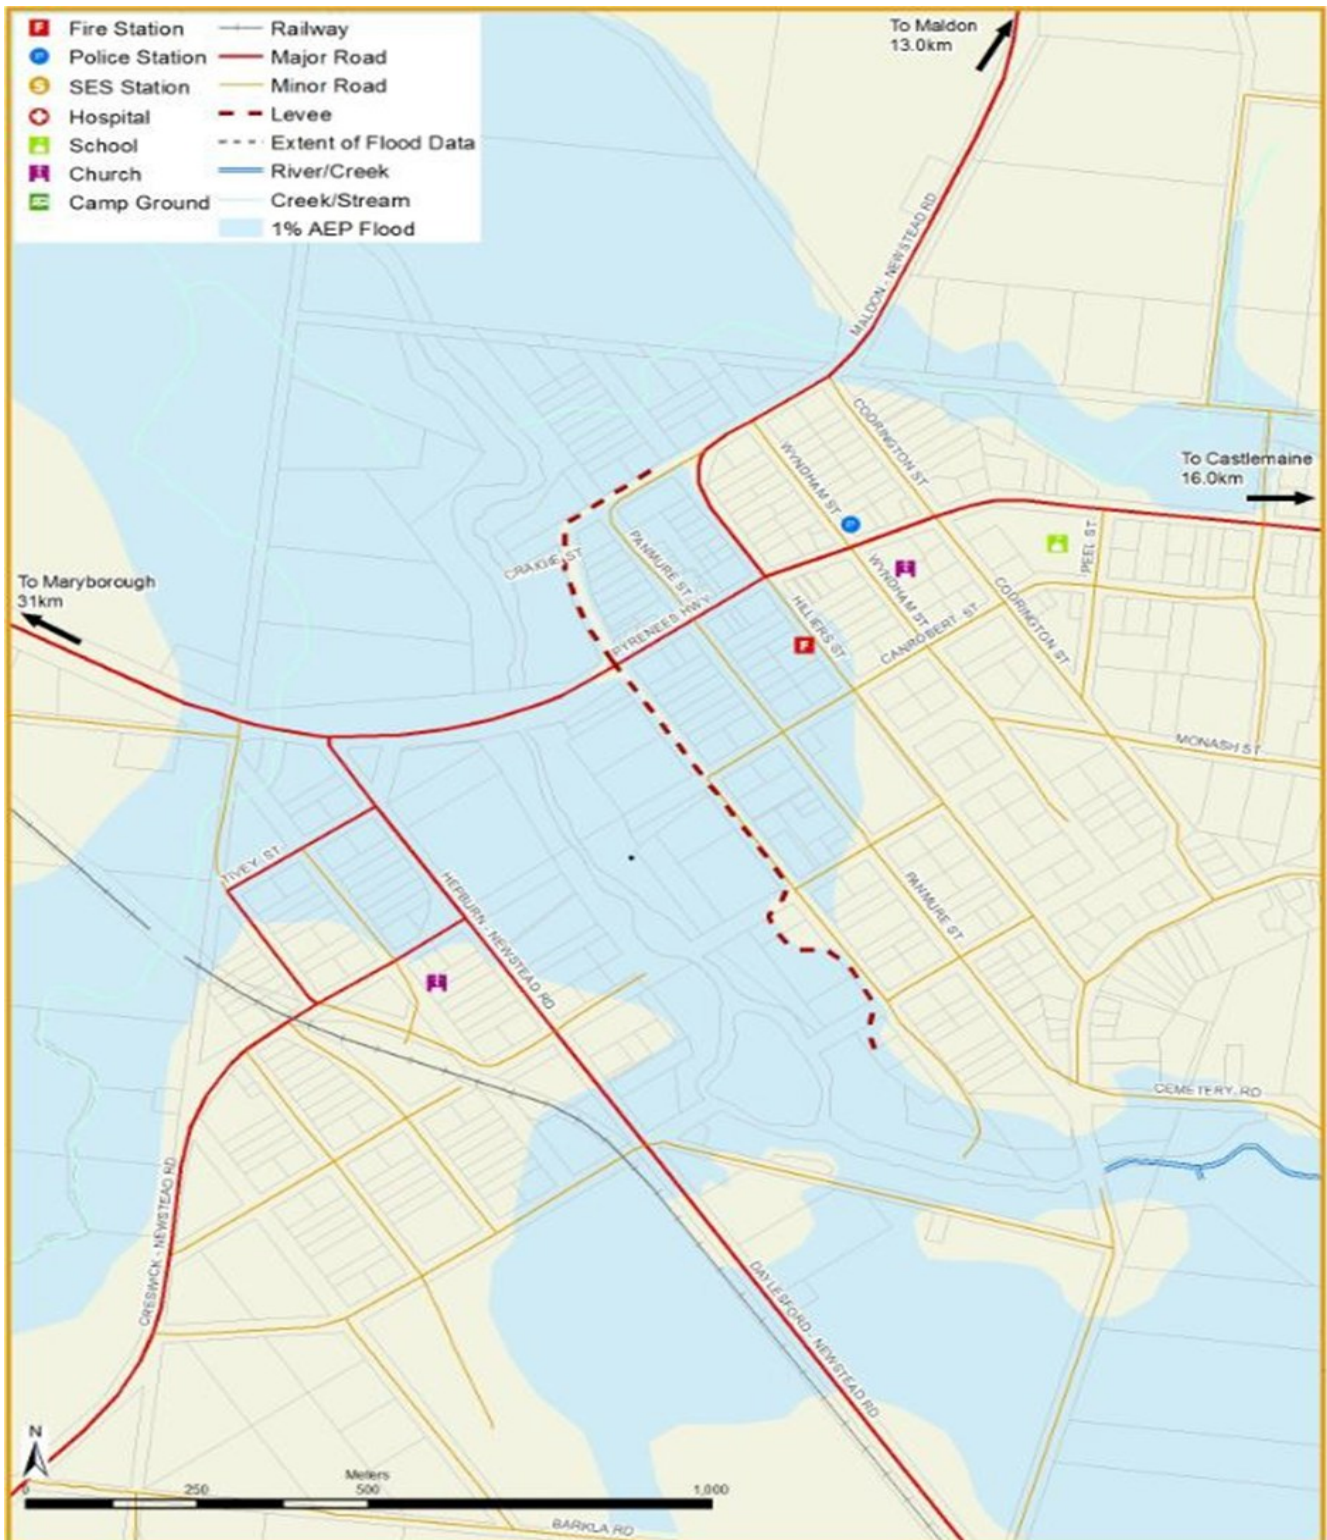 Fire Station
Police Station
SES Station
Hospital
School
Church
Camp Ground
Railway
Major Road
Minor Road
Levee
Extent of Flood Data
River/Creek
Creek/Stream
1% AEP Flood
To Maldon
13.0km
MALDON - NEWSTEAD RD
CODRINGTON ST
WYNDHAM ST
To Castlemaine
16.0km
PEEL ST
PANMURE ST
CRAIGIE ST
To Maryborough
31km
PYRENEES HWY
HILLIERS ST
WYNDHAM ST
CANROBERT ST
CODRINGTON ST
MONASH ST
TIVEY ST
HEPBURN - NEWSTEAD RD
PANMURE ST
CEMETERY RD
CRESWICK - NEWSTEAD RD
DAYLESFORD - NEWSTEAD RD
N
Meters
0 250 500 1,000
BARKLA RD